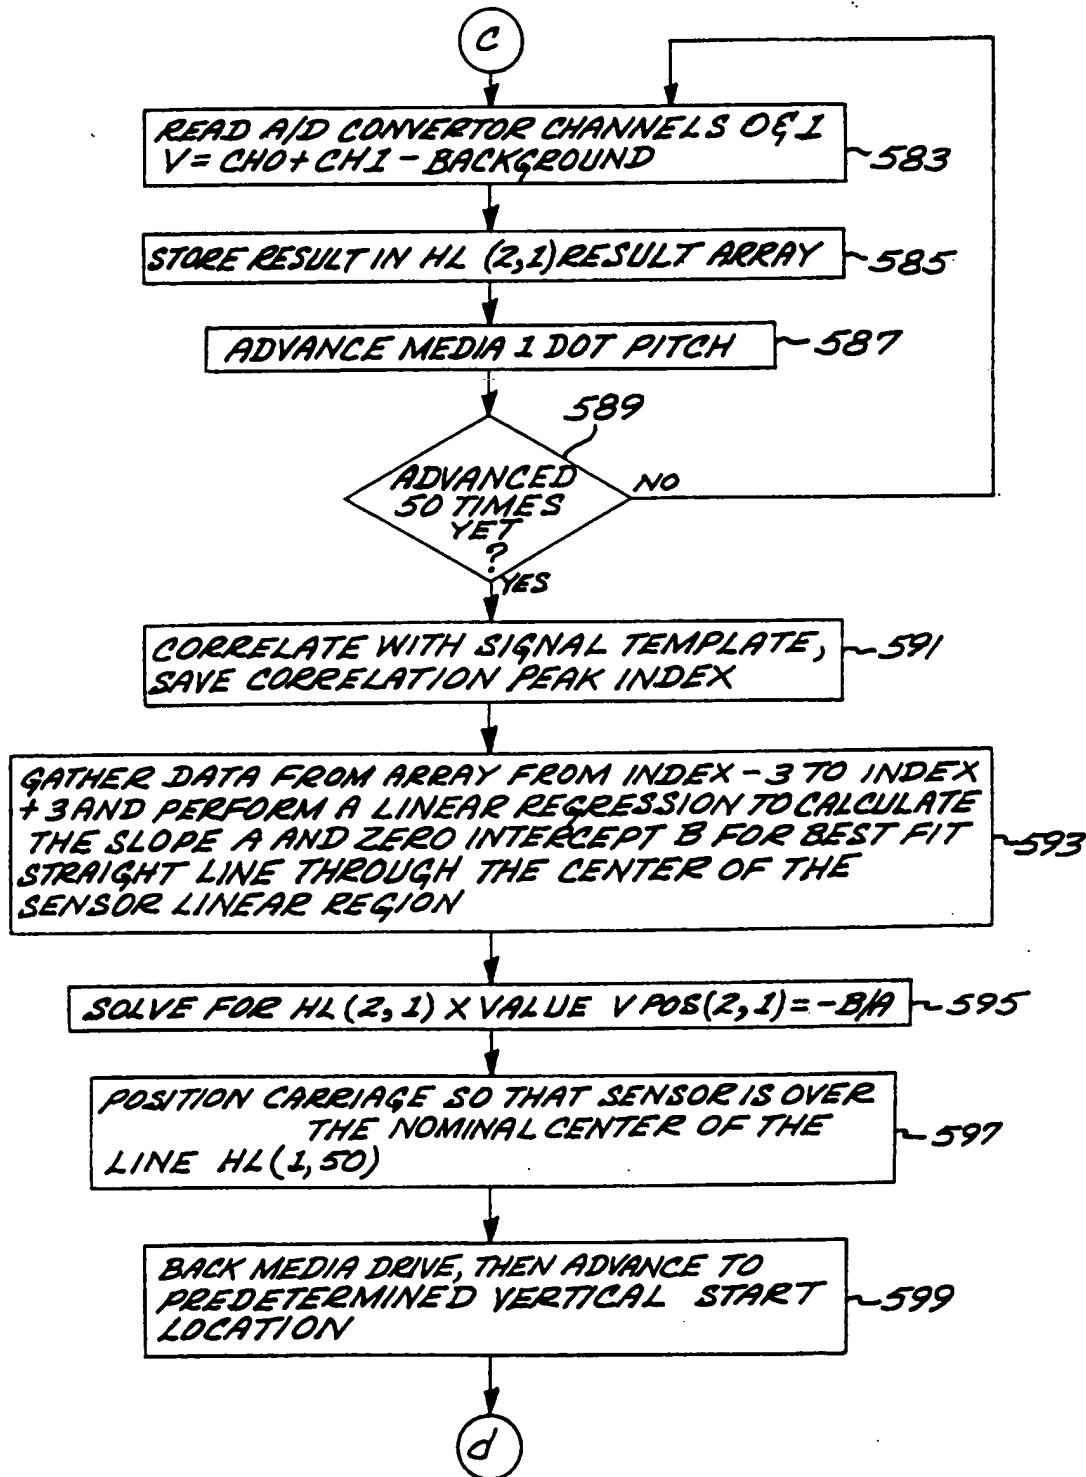 C
READ A/D CONVERTOR CHANNELS 0 & 1
V = CH0 + CH1 - BACKGROUND
583
STORE RESULT IN HL (2,1) RESULT ARRAY
585
ADVANCE MEDIA 1 DOT PITCH
587
589
ADVANCED
50 TIMES
YET
?
NO
YES
CORRELATE WITH SIGNAL TEMPLATE,
SAVE CORRELATION PEAK INDEX
591
GATHER DATA FROM ARRAY FROM INDEX -3 TO INDEX
+3 AND PERFORM A LINEAR REGRESSION TO CALCULATE
THE SLOPE A AND ZERO INTERCEPT B FOR BEST FIT
STRAIGHT LINE THROUGH THE CENTER OF THE
SENSOR LINEAR REGION
593
SOLVE FOR HL(2,1) X VALUE V POS(2,1) = -B/A
595
POSITION CARRIAGE SO THAT SENSOR IS OVER
THE NOMINAL CENTER OF THE
LINE HL(1,50)
597
BACK MEDIA DRIVE, THEN ADVANCE TO
PREDETERMINED VERTICAL START
LOCATION
599
d